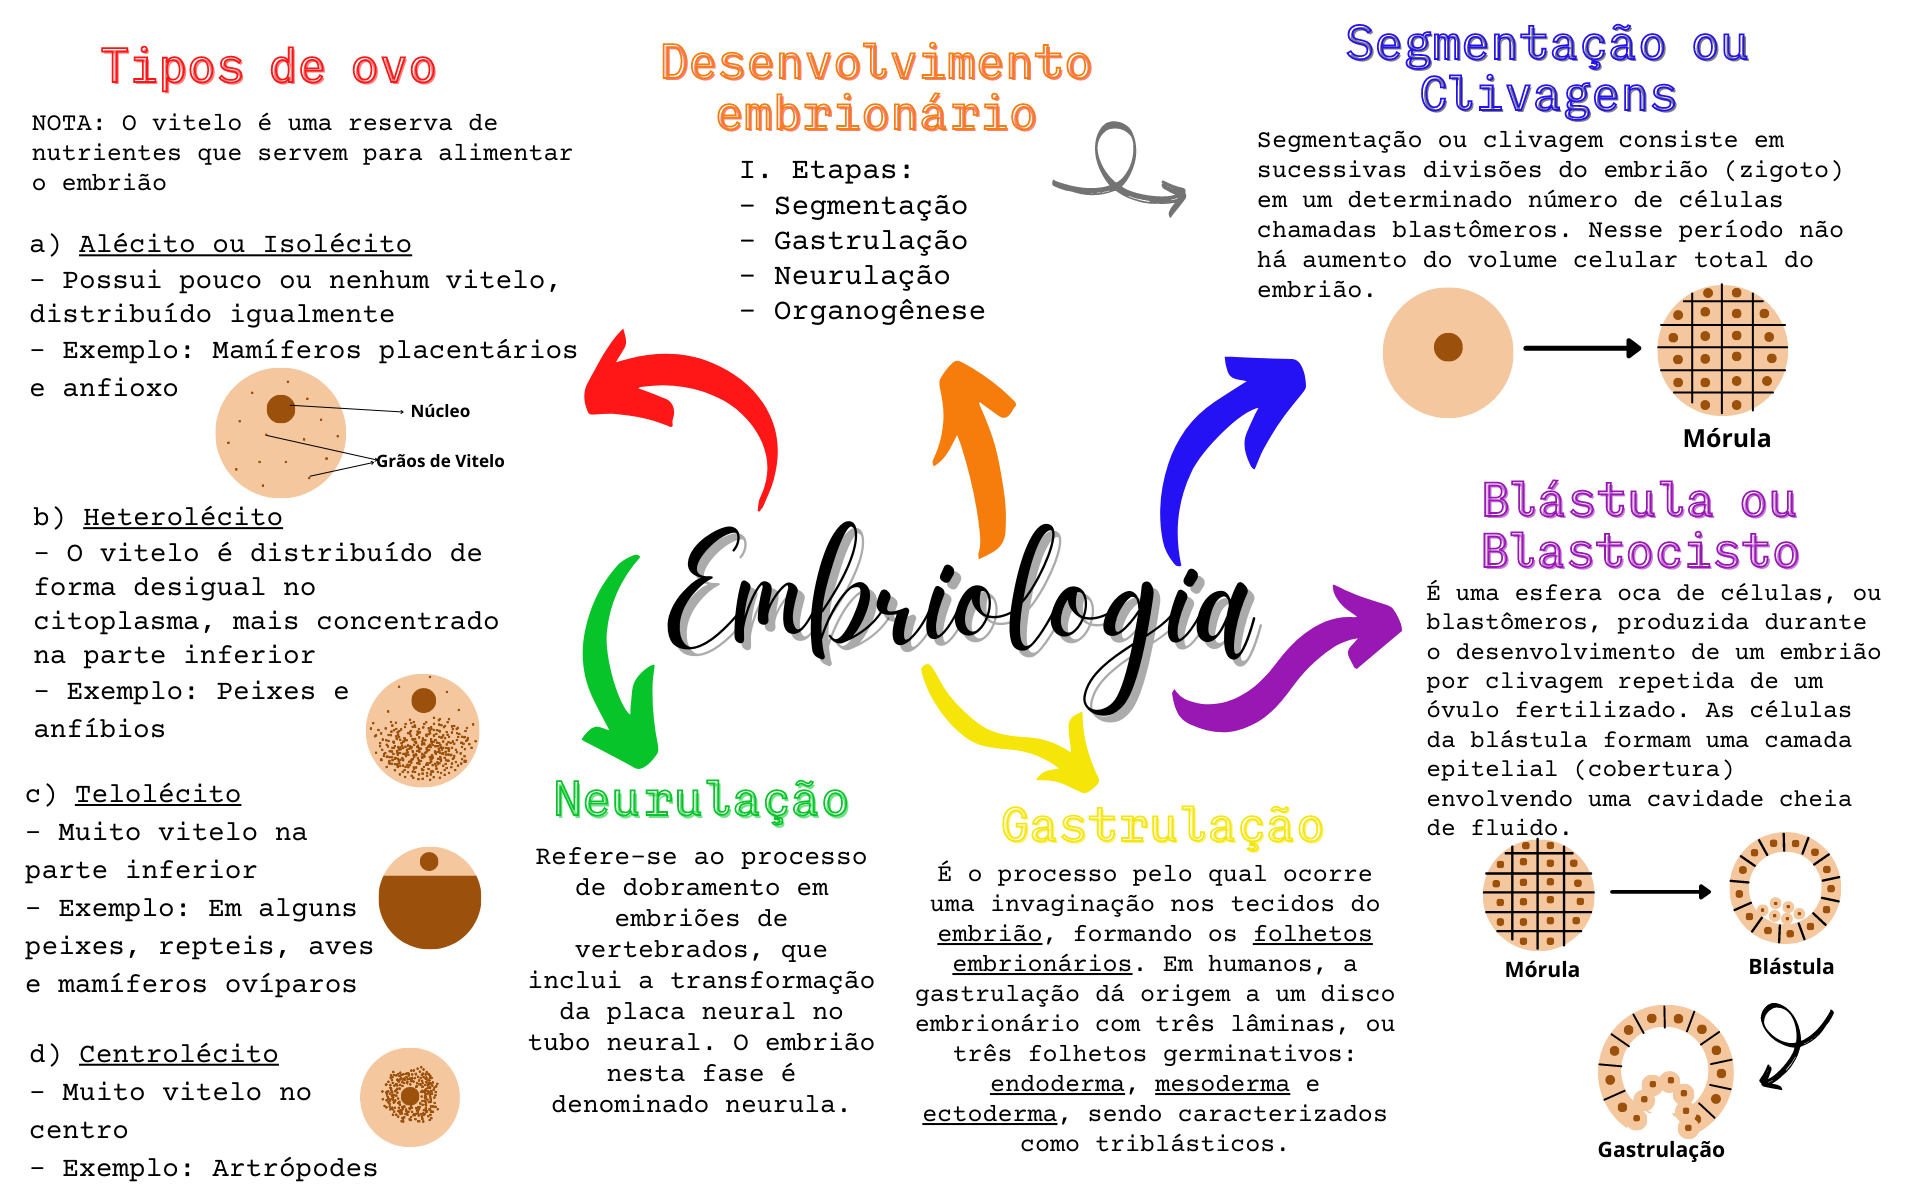 Tipos de ovo
NOTA: O vitelo é uma reserva de
nutrientes que servem para alimentar
o embrião
a) Alécito ou Isolécito
- Possui pouco ou nenhum vitelo,
distribuído igualmente
- Exemplo: Mamíferos placentários
e anfioxo
Núcleo
Grãos de Vitelo
b) Heterolécito
- O vitelo é distribuído de
forma desigual no
citoplasma, mais concentrado
na parte inferior
- Exemplo: Peixes e
anfíbios
c) Telolécito
- Muito vitelo na
parte inferior
- Exemplo: Em alguns
peixes, repteis, aves
e mamíferos ovíparos
d) Centrolécito
- Muito vitelo no
centro
- Exemplo: Artrópodes
Desenvolvimento
embrionário
I. Etapas:
- Segmentação
- Gastrulação
- Neurulação
- Organogênese
Embriologia
Neurulação
Refere-se ao processo
de dobramento em
embriões de
vertebrados, que
inclui a transformação
da placa neural no
tubo neural. O embrião
nesta fase é
denominado neurula.
Gastrulação
É o processo pelo qual ocorre
uma invaginação nos tecidos do
embrião, formando os folhetos
embrionários. Em humanos, a
gastrulação dá origem a um disco
embrionário com três lâminas, ou
três folhetos germinativos:
endoderma, mesoderma e
ectoderma, sendo caracterizados
como triblásticos.
Segmentação ou
Clivagens
Segmentação ou clivagem consiste em
sucessivas divisões do embrião (zigoto)
em um determinado número de células
chamadas blastômeros. Nesse período não
há aumento do volume celular total do
embrião.
Mórula
Blástula ou
Blastocisto
É uma esfera oca de células, ou
blastômeros, produzida durante
o desenvolvimento de um embrião
por clivagem repetida de um
óvulo fertilizado. As células
da blástula formam uma camada
epitelial (cobertura)
envolvendo uma cavidade cheia
de fluido.
Mórula
Blástula
Gastrulação